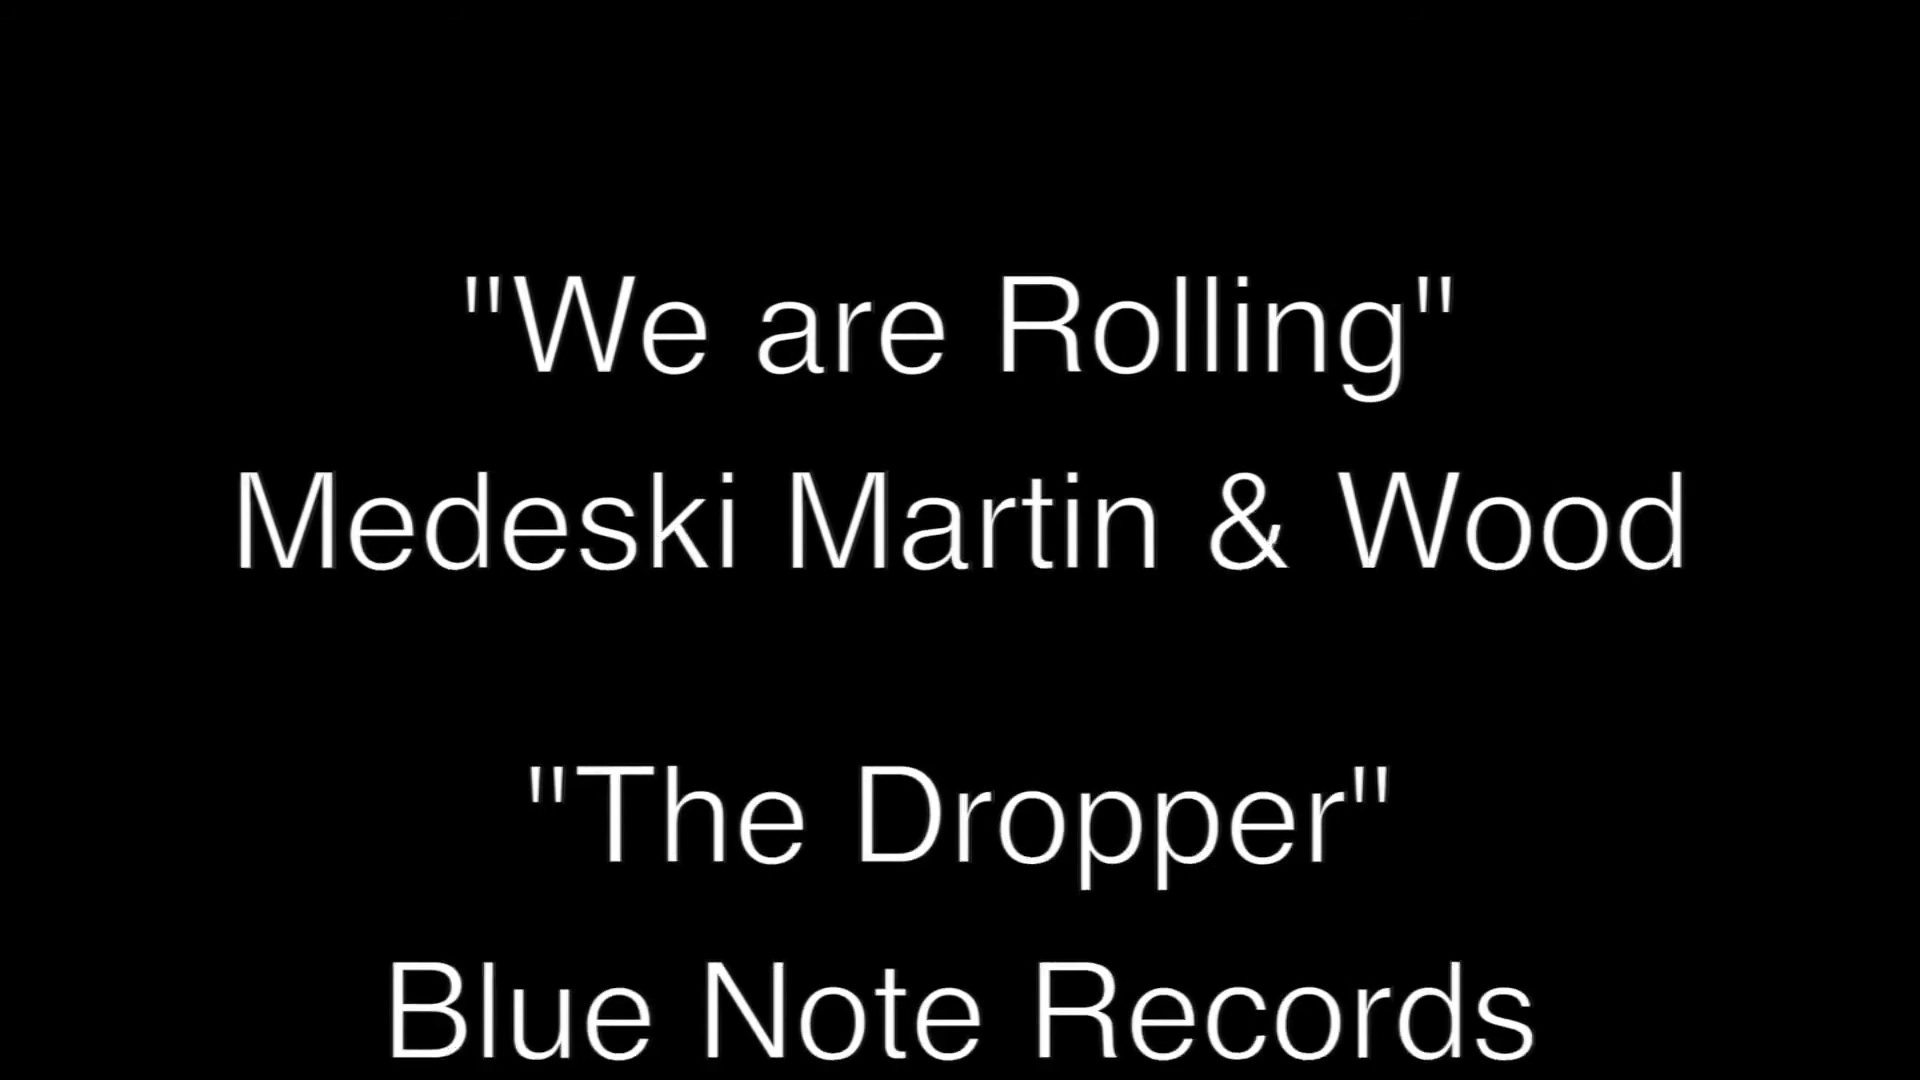 "We are Rolling"
Medeski Martin & Wood
"The Dropper"
Blue Note Records